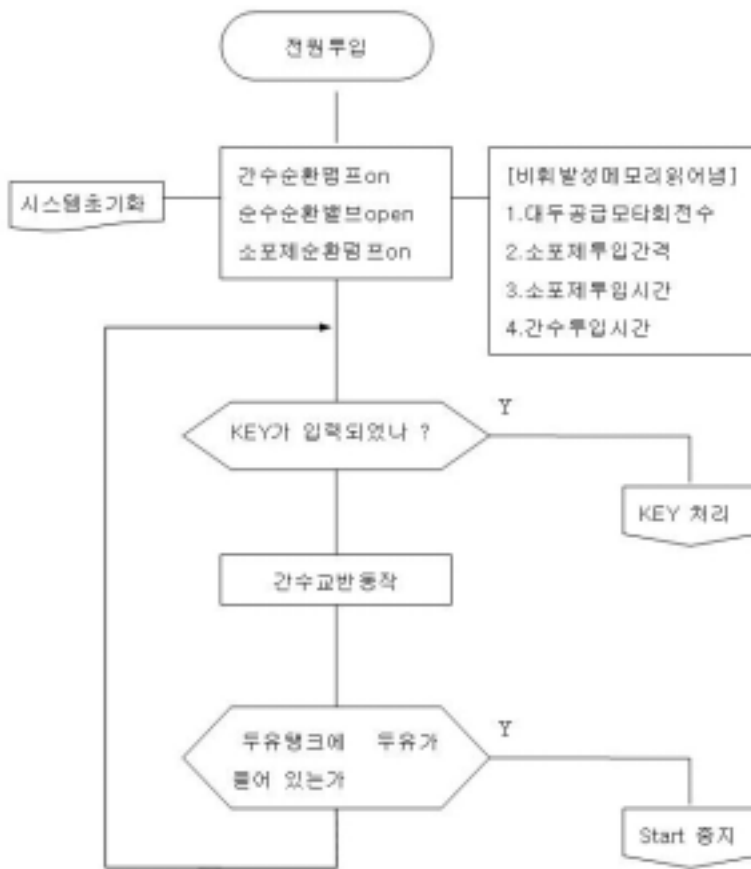 전원투입
시스템초기화
간수순환펌프on
순수순환밸브open
소포제순환펌프on
[비휘발성메모리읽어냄]
1.대두공급모타회전수
2.소포제투입간격
3.소포제투입시간
4.간수투입시간
KEY가 입력되었나 ?
Y
KEY 처리
간수교반동작
두유탱크에 두유가
들어 있는가
Y
Start 중지